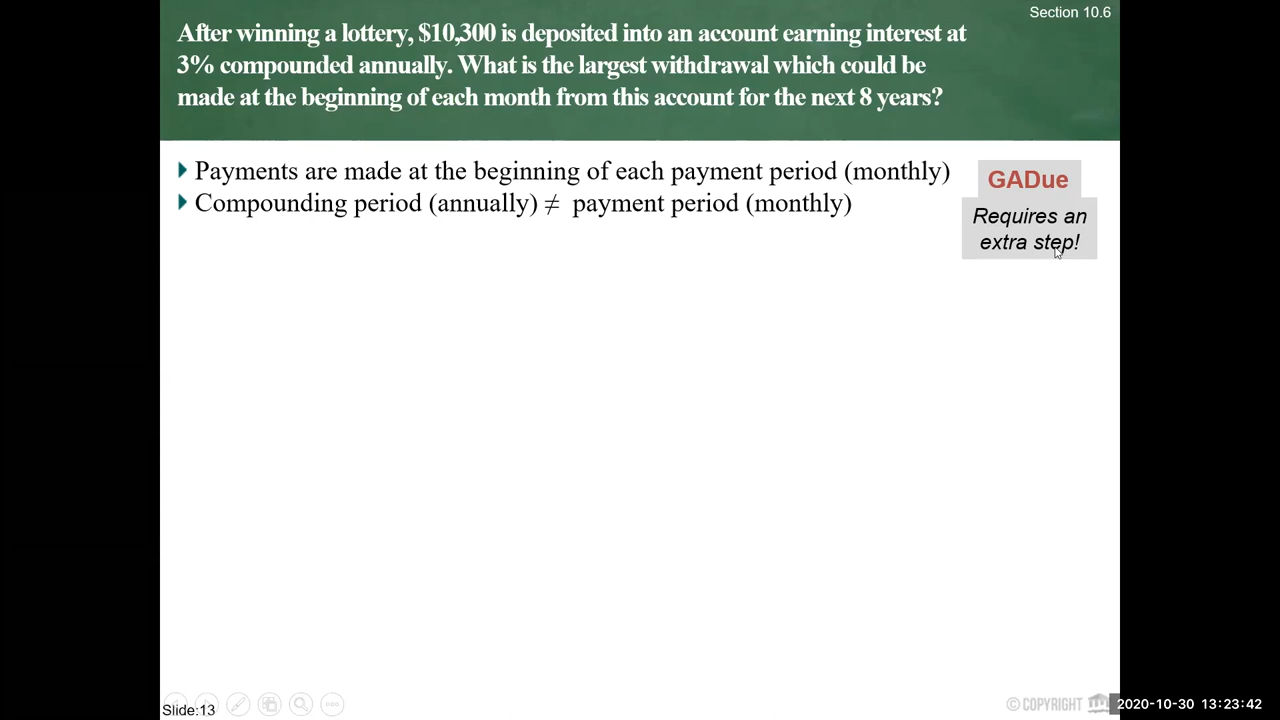 Section 10.6
After winning a lottery, $10,300 is deposited into an account earning interest at
3% compounded annually. What is the largest withdrawal which could be
made at the beginning of each month from this account for the next 8 years?
Payments are made at the beginning of each payment period (monthly)
Compounding period (annually) ≠ payment period (monthly)
GADue
Requires an
extra step!
Slide:13
© COPYRIGHT
2020-10-30 13:23:42